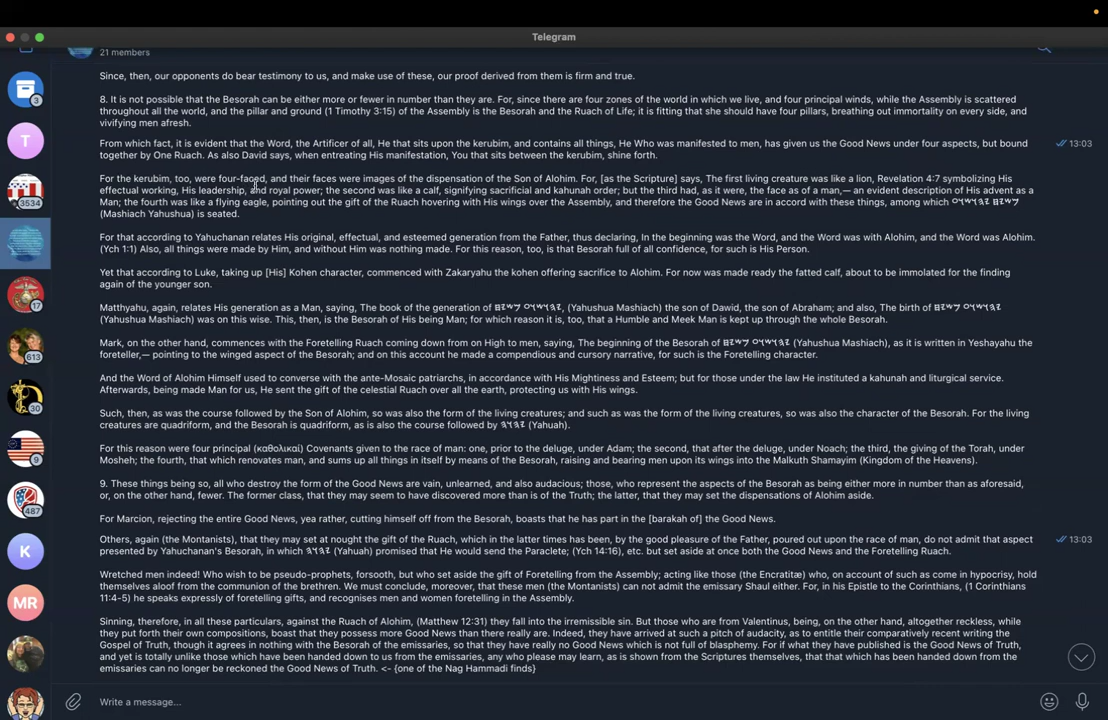 Telegram
21 members
Since, then, our opponents do bear testimony to us, and make use of these, our proof derived from them is firm and true.
8. It is not possible that the Besorah can be either more or fewer in number than they are. For, since there are four zones of the world in which we live, and four principal winds, while the Assembly is scattered
throughout all the world, and the pillar and ground (1 Timothy 3:15) of the Assembly is the Besorah and the Ruach of Life; it is fitting that she should have four pillars, breathing out immortality on every side, and
vivifying men afresh.
From which fact, it is evident that the Word, the Artificer of all, He that sits upon the kerubim, and contains all things, He Who was manifested to men, has given us the Good News under four aspects, but bound
together by One Ruach. As also David says, when entreating His manifestation, You that sits between the kerubim, shine forth.
13:03
For the kerubim, too, were four-faced, and their faces were images of the dispensation of the Son of Alohim. For, [as the Scripture] says, The first living creature was like a lion, Revelation 4:7 symbolizing His
effectual working, His leadership, and royal power; the second was like a calf, signifying sacrificial and kahunah order; but the third had, as it were, the face as of a man,— an evident description of His advent as a
Man; the fourth was like a flying eagle, pointing out the gift of the Ruach hovering with His wings over the Assembly, and therefore the Good News are in accord with these things, among which
(Mashiach Yahushua) is seated.
For that according to Yahuchanan relates His original, effectual, and esteemed generation from the Father, thus declaring, In the beginning was the Word, and the Word was with Alohim, and the Word was Alohim.
(Ych 1:1) Also, all things were made by Him, and without Him was nothing made. For this reason, too, is that Besorah full of all confidence, for such is His Person.
Yet that according to Luke, taking up [His] Kohen character, commenced with Zakaryahu the kohen offering sacrifice to Alohim. For now was made ready the fatted calf, about to be immolated for the finding
again of the younger son.
Matthyahu, again, relates His generation as a Man, saying, The book of the generation of (Yahushua Mashiach) the son of Dawid, the son of Abraham; and also, The birth of
(Yahushua Mashiach) was on this wise. This, then, is the Besorah of His being Man; for which reason it is, too, that a Humble and Meek Man is kept up through the whole Besorah.
Mark, on the other hand, commences with the Foretelling Ruach coming down from on High to men, saying, The beginning of the Besorah of (Yahushua Mashiach), as it is written in Yeshayahu the
foreteller,— pointing to the winged aspect of the Besorah; and on this account he made a compendious and cursory narrative, for such is the Foretelling character.
And the Word of Alohim Himself used to converse with the ante-Mosaic patriarchs, in accordance with His Mightiness and Esteem; but for those under the law He instituted a kahunah and liturgical service.
Afterwards, being made Man for us, He sent the gift of the celestial Ruach over all the earth, protecting us with His wings.
Such, then, as was the course followed by the Son of Alohim, so was also the form of the living creatures; and such as was the form of the living creatures, so was also the character of the Besorah. For the living
creatures are quadriform, and the Besorah is quadriform, as is also the course followed by (Yahuah).
For this reason were four principal (καθολικαί) Covenants given to the race of man: one, prior to the deluge, under Adam; the second, that after the deluge, under Noach; the third, the giving of the Torah, under
Mosheh; the fourth, that which renovates man, and sums up all things in itself by means of the Besorah, raising and bearing men upon its wings into the Malkuth Shamayim (Kingdom of the Heavens).
9. These things being so, all who destroy the form of the Good News are vain, unlearned, and also audacious; those, who represent the aspects of the Besorah as being either more in number than as aforesaid,
or, on the other hand, fewer. The former class, that they may seem to have discovered more than is of the Truth; the latter, that they may set the dispensations of Alohim aside.
For Marcion, rejecting the entire Good News, yea rather, cutting himself off from the Besorah, boasts that he has part in the [barakah of] the Good News.
Others, again (the Montanists), that they may set at nought the gift of the Ruach, which in the latter times has been, by the good pleasure of the Father, poured out upon the race of man, do not admit that aspect
presented by Yahuchanan's Besorah, in which (Yahuah) promised that He would send the Paraclete; (Ych 14:16), etc. but set aside at once both the Good News and the Foretelling Ruach.
13:03
Wretched men indeed! Who wish to be pseudo-prophets, forsooth, but who set aside the gift of Foretelling from the Assembly; acting like those (the Encratitæ) who, on account of such as come in hypocrisy, hold
themselves aloof from the communion of the brethren. We must conclude, moreover, that these men (the Montanists) can not admit the emissary Shaul either. For, in his Epistle to the Corinthians, (1 Corinthians
11:4-5) he speaks expressly of foretelling gifts, and recognises men and women foretelling in the Assembly.
Sinning, therefore, in all these particulars, against the Ruach of Alohim, (Matthew 12:31) they fall into the irremissible sin. But those who are from Valentinus, being, on the other hand, altogether reckless, while
they put forth their own compositions, boast that they possess more Good News than there really are. Indeed, they have arrived at such a pitch of audacity, as to entitle their comparatively recent writing the
Gospel of Truth, though it agrees in nothing with the Besorah of the emissaries, so that they have really no Good News which is not full of blasphemy. For if what they have published is the Good News of Truth,
and yet is totally unlike those which have been handed down to us from the emissaries, any who please may learn, as is shown from the Scriptures themselves, that that which has been handed down from the
emissaries can no longer be reckoned the Good News of Truth. <- {one of the Nag Hammadi finds}
Write a message...
3
T
3534
17
613
30
9
487
K
MR